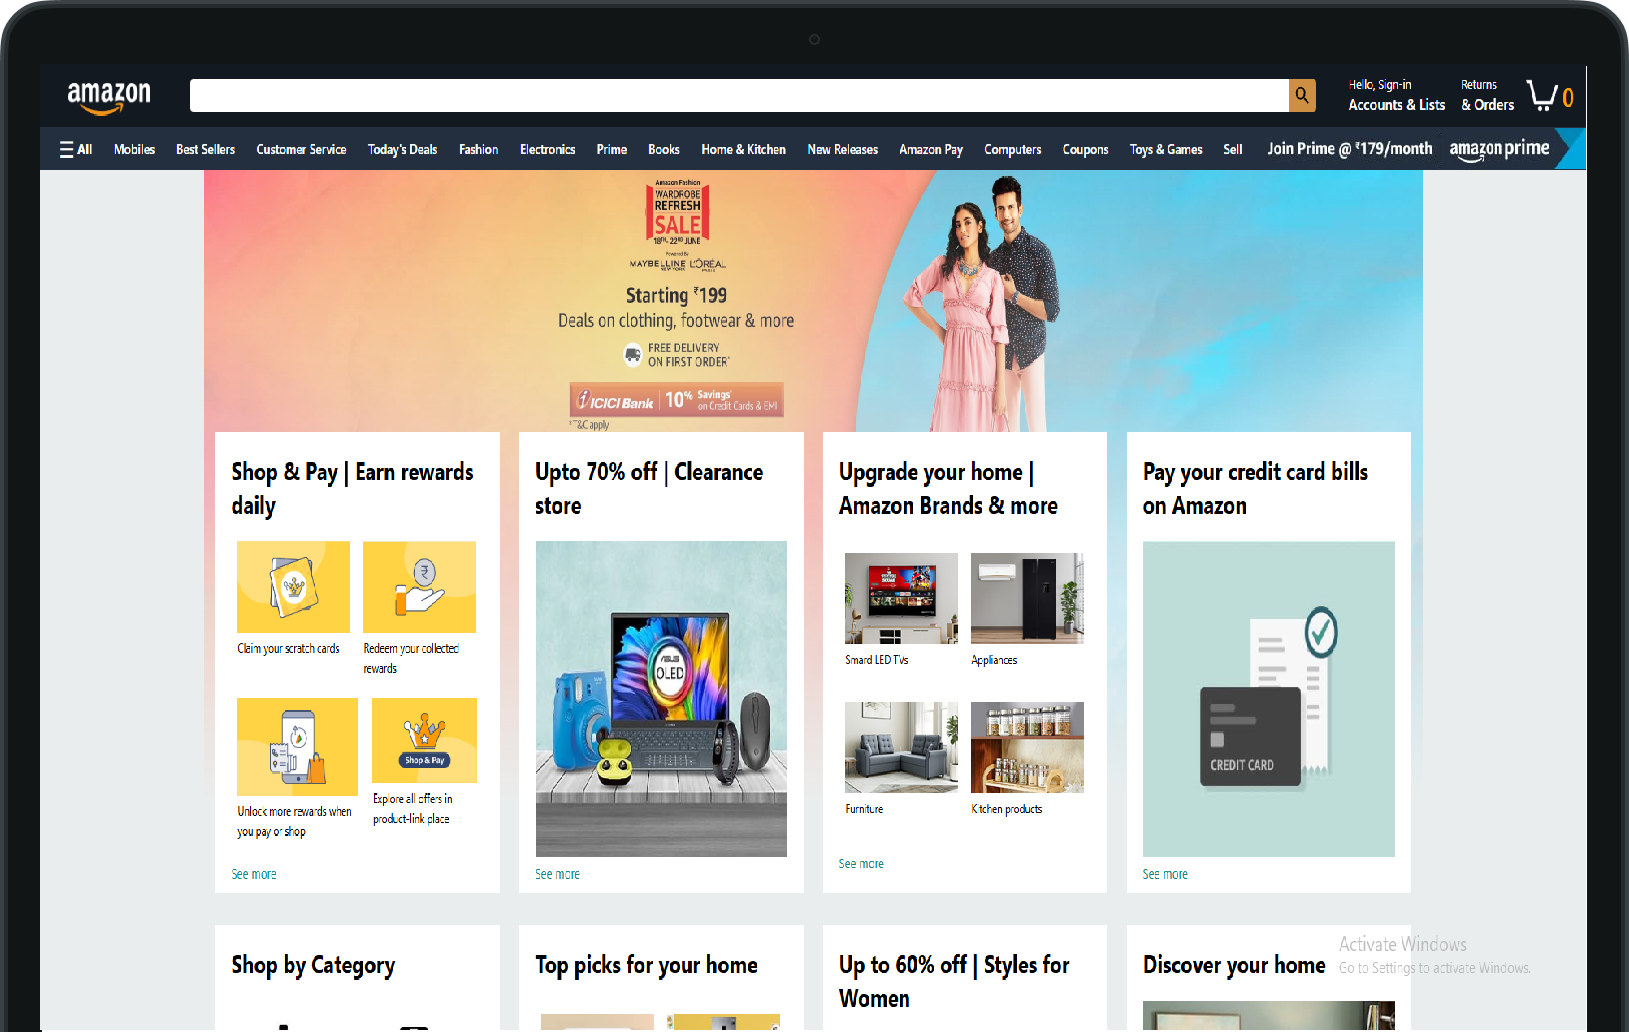 amazon
Hello, Sign-in
Accounts & Lists
Returns
& Orders
0
All
Mobiles
Best Sellers
Customer Service
Today's Deals
Fashion
Electronics
Prime
Books
Home & Kitchen
New Releases
Amazon Pay
Computers
Coupons
Toys & Games
Sell
Join Prime @ ₹179/month
amazon prime
Amazon Fashion
WARDROBE
REFRESH
SALE
18TH- 22ND JUNE
Powered By
MAYBELLINE L'ORÉAL
NEW YORK PARIS
Starting ₹199
Deals on clothing, footwear & more
FREE DELIVERY
ON FIRST ORDER*
ICICI Bank
10% Savings*
on Credit Cards & EMI
*T&C apply
Shop & Pay | Earn rewards
daily
Claim your scratch cards
Redeem your collected
rewards
Shop & Pay
Unlock more rewards when
you pay or shop
Explore all offers in
product-link place
See more
Upto 70% off | Clearance
store
ASUS
OLED
See more
Upgrade your home |
Amazon Brands & more
Smard LED TVs
Appliances
Furniture
Kitchen products
See more
Pay your credit card bills
on Amazon
CREDIT CARD
See more
Shop by Category
Top picks for your home
Up to 60% off | Styles for
Women
Discover your home
Activate Windows
Go to Settings to activate Windows.